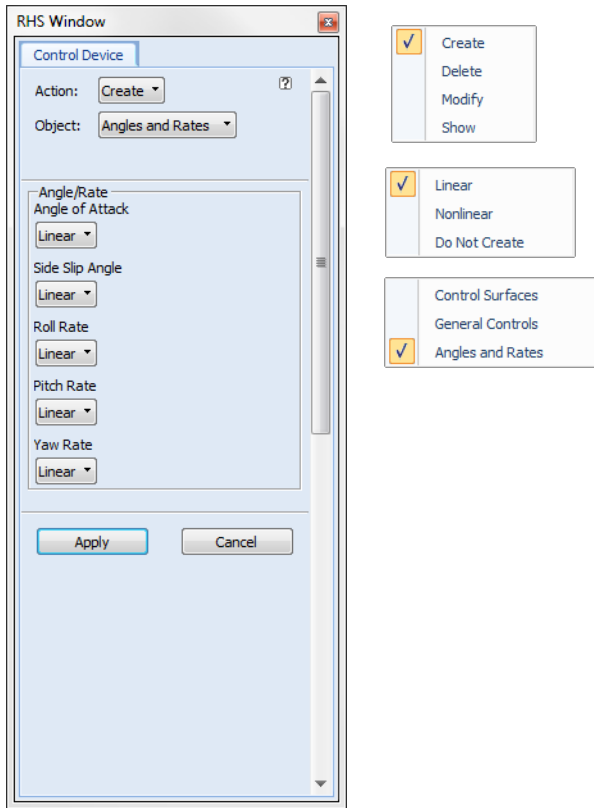 RHS Window
Control Device
Action: Create
?
Object: Angles and Rates
Angle/Rate
Angle of Attack
Linear
Side Slip Angle
Linear
Roll Rate
Linear
Pitch Rate
Linear
Yaw Rate
Linear
Apply Cancel
Create
Delete
Modify
Show
Linear
Nonlinear
Do Not Create
Control Surfaces
General Controls
Angles and Rates